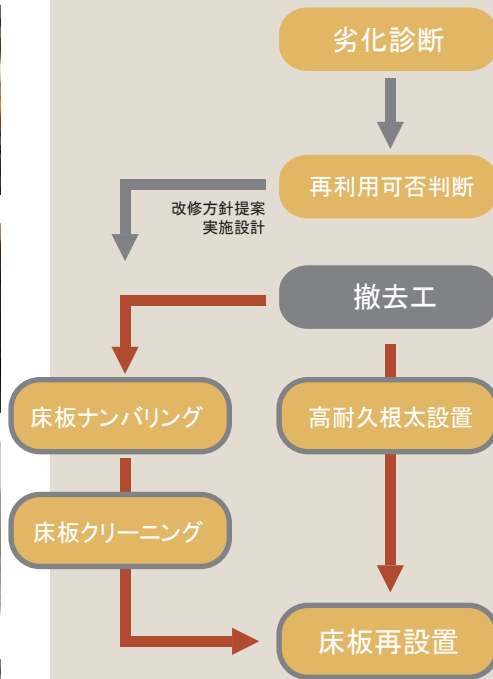 劣化診断
再利用可否判断
改修方針提案
実施設計
撤去工
床板ナンバリング
高耐久根太設置
床板クリーニング
床板再設置